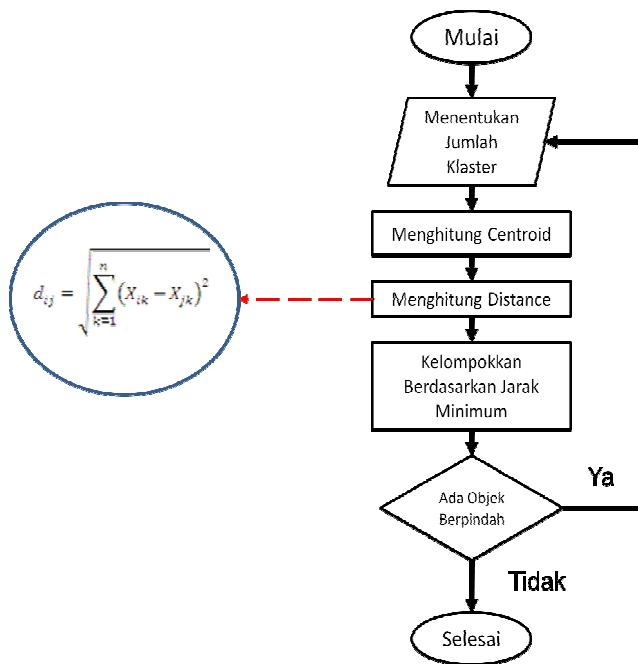 Mulai
Menentukan
Jumlah
Klaster
Menghitung Centroid
Menghitung Distance
d_{ij} = \sqrt{\sum_{k=1}^{n} (X_{ik} - X_{jk})^2}
Kelompokkan
Berdasarkan Jarak
Minimum
Ada Objek
Berpindah
Ya
Tidak
Selesai